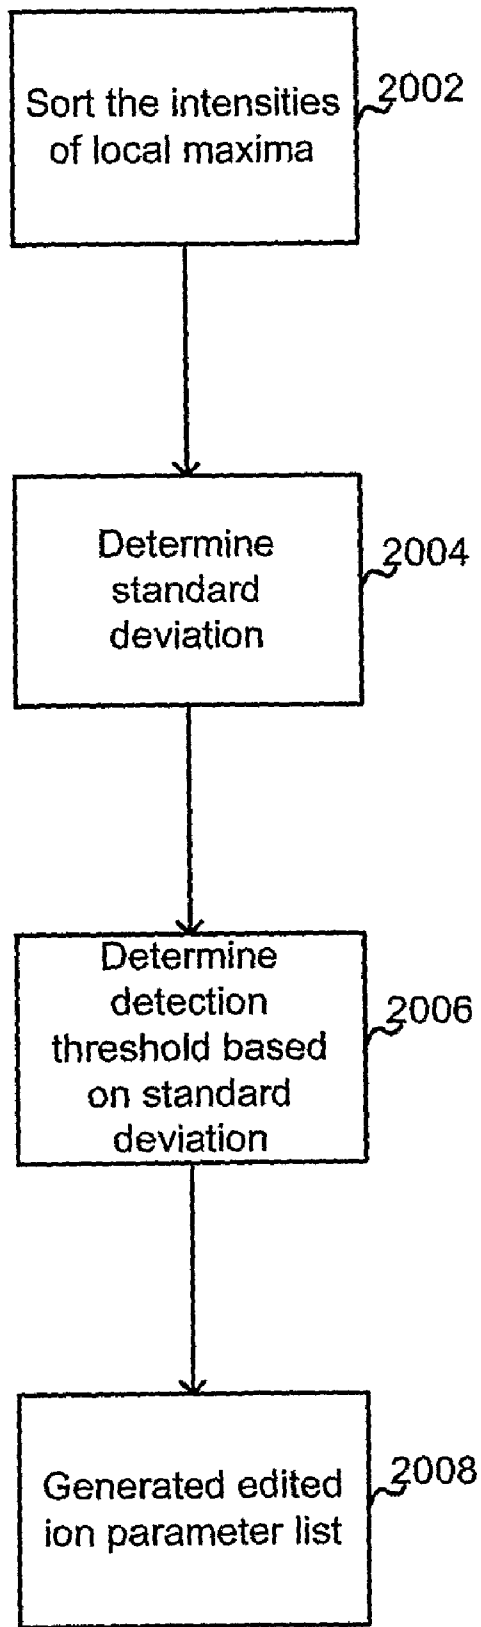 Sort the intensities
of local maxima
2002
Determine
standard
deviation
2004
Determine
detection
threshold based
on standard
deviation
2006
Generated edited
ion parameter list
2008